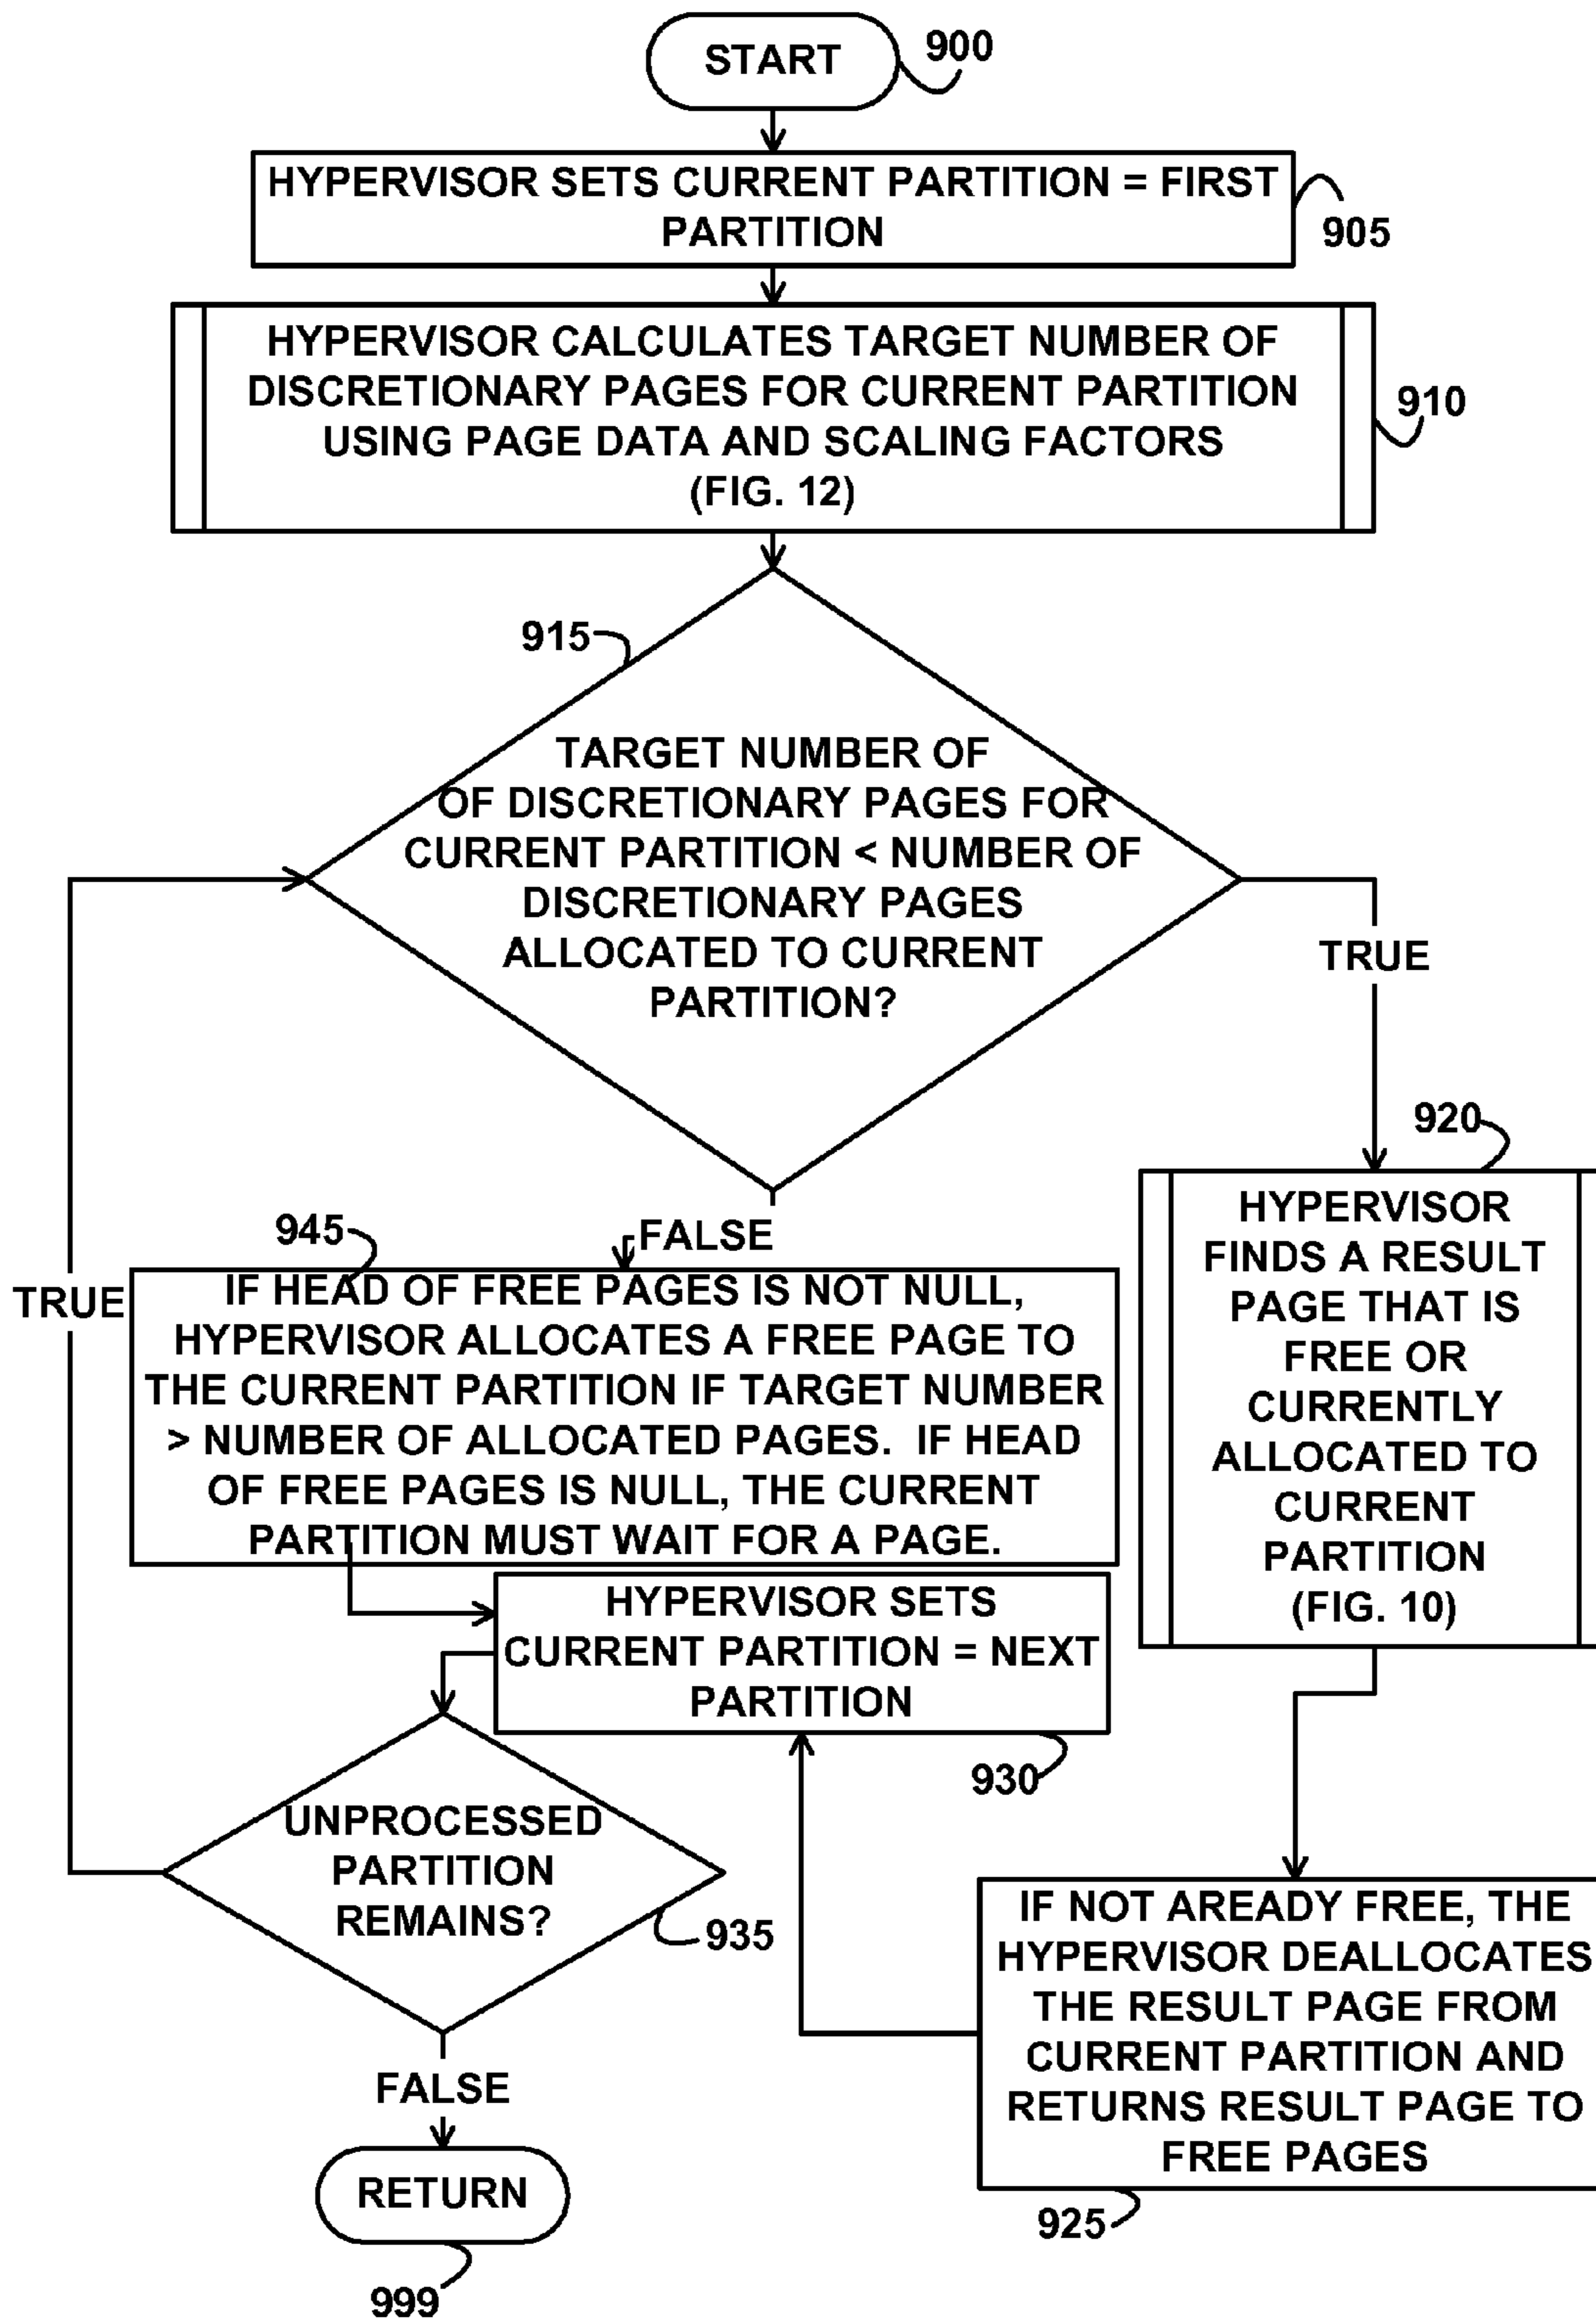 START
900
HYPERVISOR SETS CURRENT PARTITION = FIRST
PARTITION
905
HYPERVISOR CALCULATES TARGET NUMBER OF
DISCRETIONARY PAGES FOR CURRENT PARTITION
USING PAGE DATA AND SCALING FACTORS
(FIG. 12)
910
915
TARGET NUMBER OF
OF DISCRETIONARY PAGES FOR
CURRENT PARTITION < NUMBER OF
DISCRETIONARY PAGES
ALLOCATED TO CURRENT
PARTITION?
TRUE
920
HYPERVISOR
FINDS A RESULT
PAGE THAT IS
FREE OR
CURRENTLY
ALLOCATED TO
CURRENT
PARTITION
(FIG. 10)
FALSE
945
IF HEAD OF FREE PAGES IS NOT NULL,
HYPERVISOR ALLOCATES A FREE PAGE TO
THE CURRENT PARTITION IF TARGET NUMBER
> NUMBER OF ALLOCATED PAGES. IF HEAD
OF FREE PAGES IS NULL, THE CURRENT
PARTITION MUST WAIT FOR A PAGE.
TRUE
HYPERVISOR SETS
CURRENT PARTITION = NEXT
PARTITION
930
UNPROCESSED
PARTITION
REMAINS?
935
IF NOT AREADY FREE, THE
HYPERVISOR DEALLOCATES
THE RESULT PAGE FROM
CURRENT PARTITION AND
RETURNS RESULT PAGE TO
FREE PAGES
925
FALSE
RETURN
999